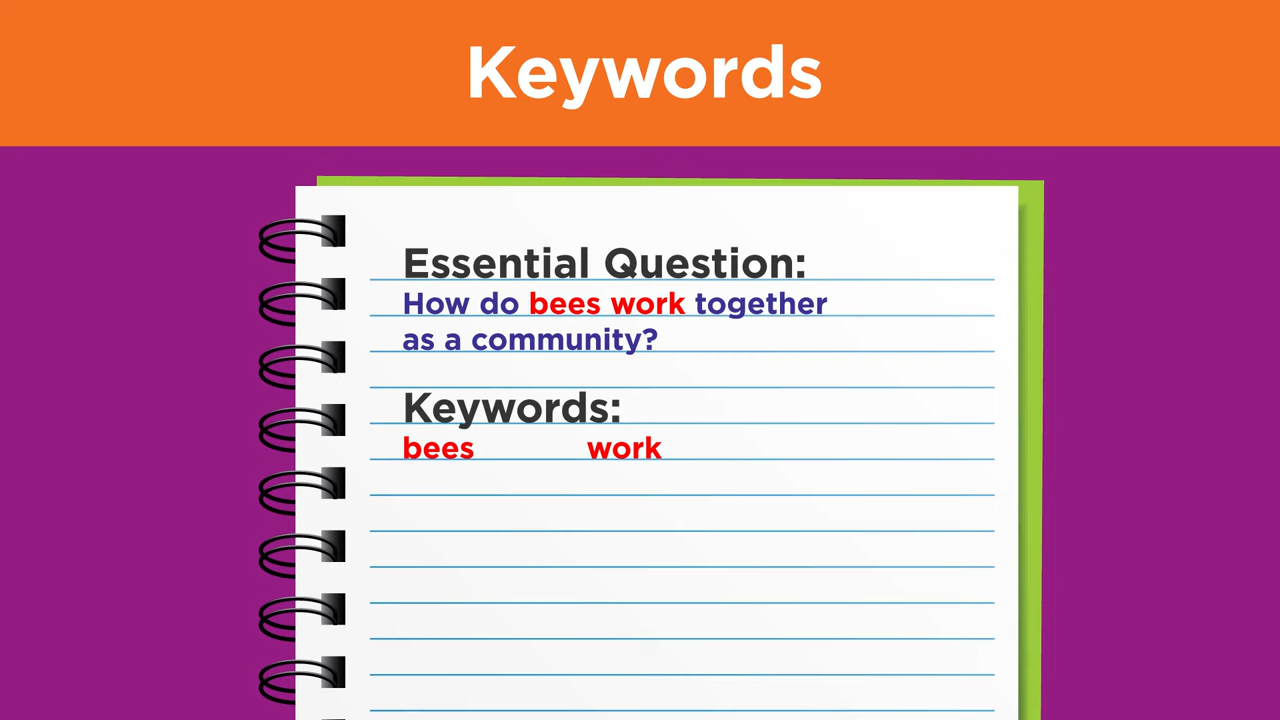 Keywords
Essential Question:
How do bees work together
as a community?
Keywords:
bees work